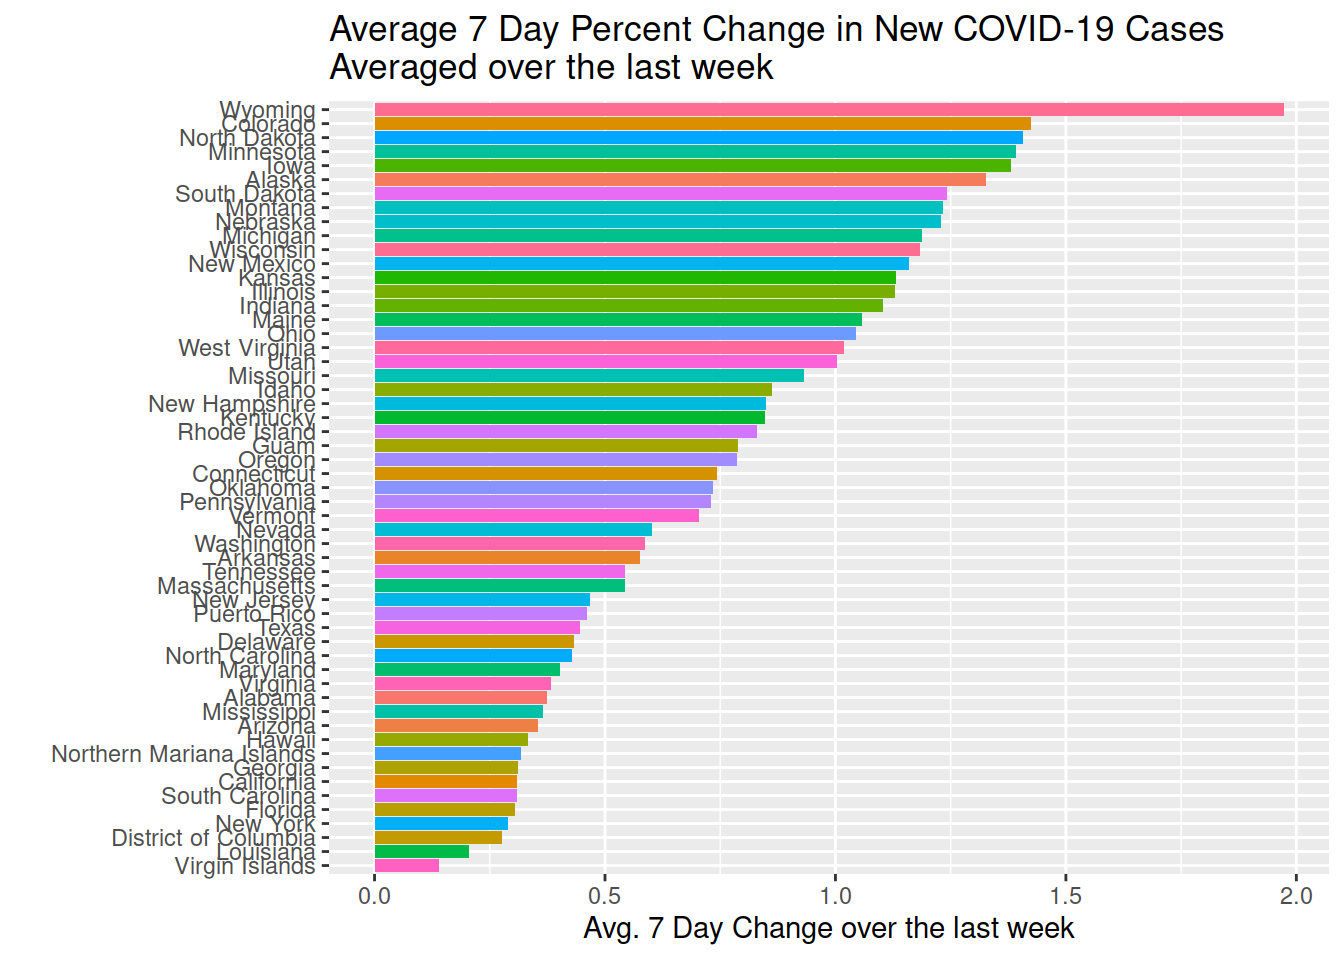 Average 7 Day Percent Change in New COVID-19 Cases
Averaged over the last week
Wyoming
Colorado
North Dakota
Minnesota
Iowa
Alaska
South Dakota
Montana
Nebraska
Michigan
Wisconsin
New Mexico
Kansas
Illinois
Indiana
Maine
Ohio
West Virginia
Utah
Missouri
Idaho
New Hampshire
Kentucky
Rhode Island
Guam
Oregon
Connecticut
Oklahoma
Pennsylvania
Vermont
Nevada
Washington
Arkansas
Tennessee
Massachusetts
New Jersey
Puerto Rico
Texas
Delaware
North Carolina
Maryland
Virginia
Alabama
Mississippi
Arizona
Hawaii
Northern Mariana Islands
Georgia
California
South Carolina
Florida
New York
District of Columbia
Louisiana
Virgin Islands
0.0 0.5 1.0 1.5 2.0
Avg. 7 Day Change over the last week